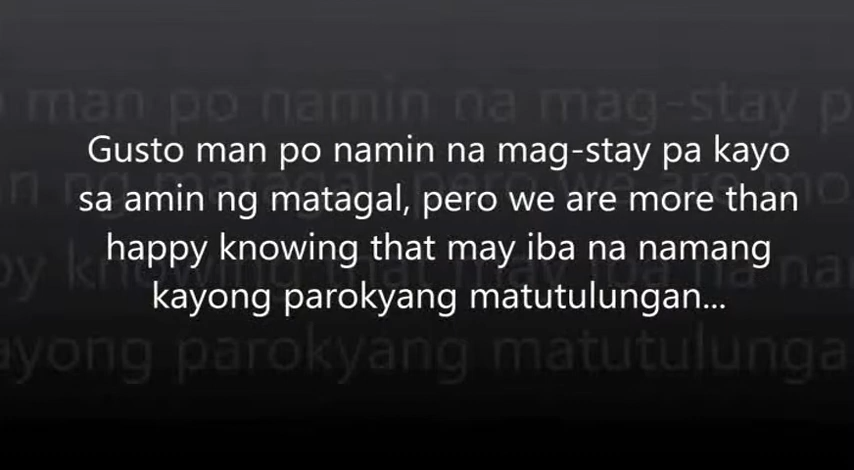 Gusto man po namin na mag-stay pa kayo
sa amin ng matagal, pero we are more than
happy knowing that may iba na namang
kayong parokyang matutulungan...